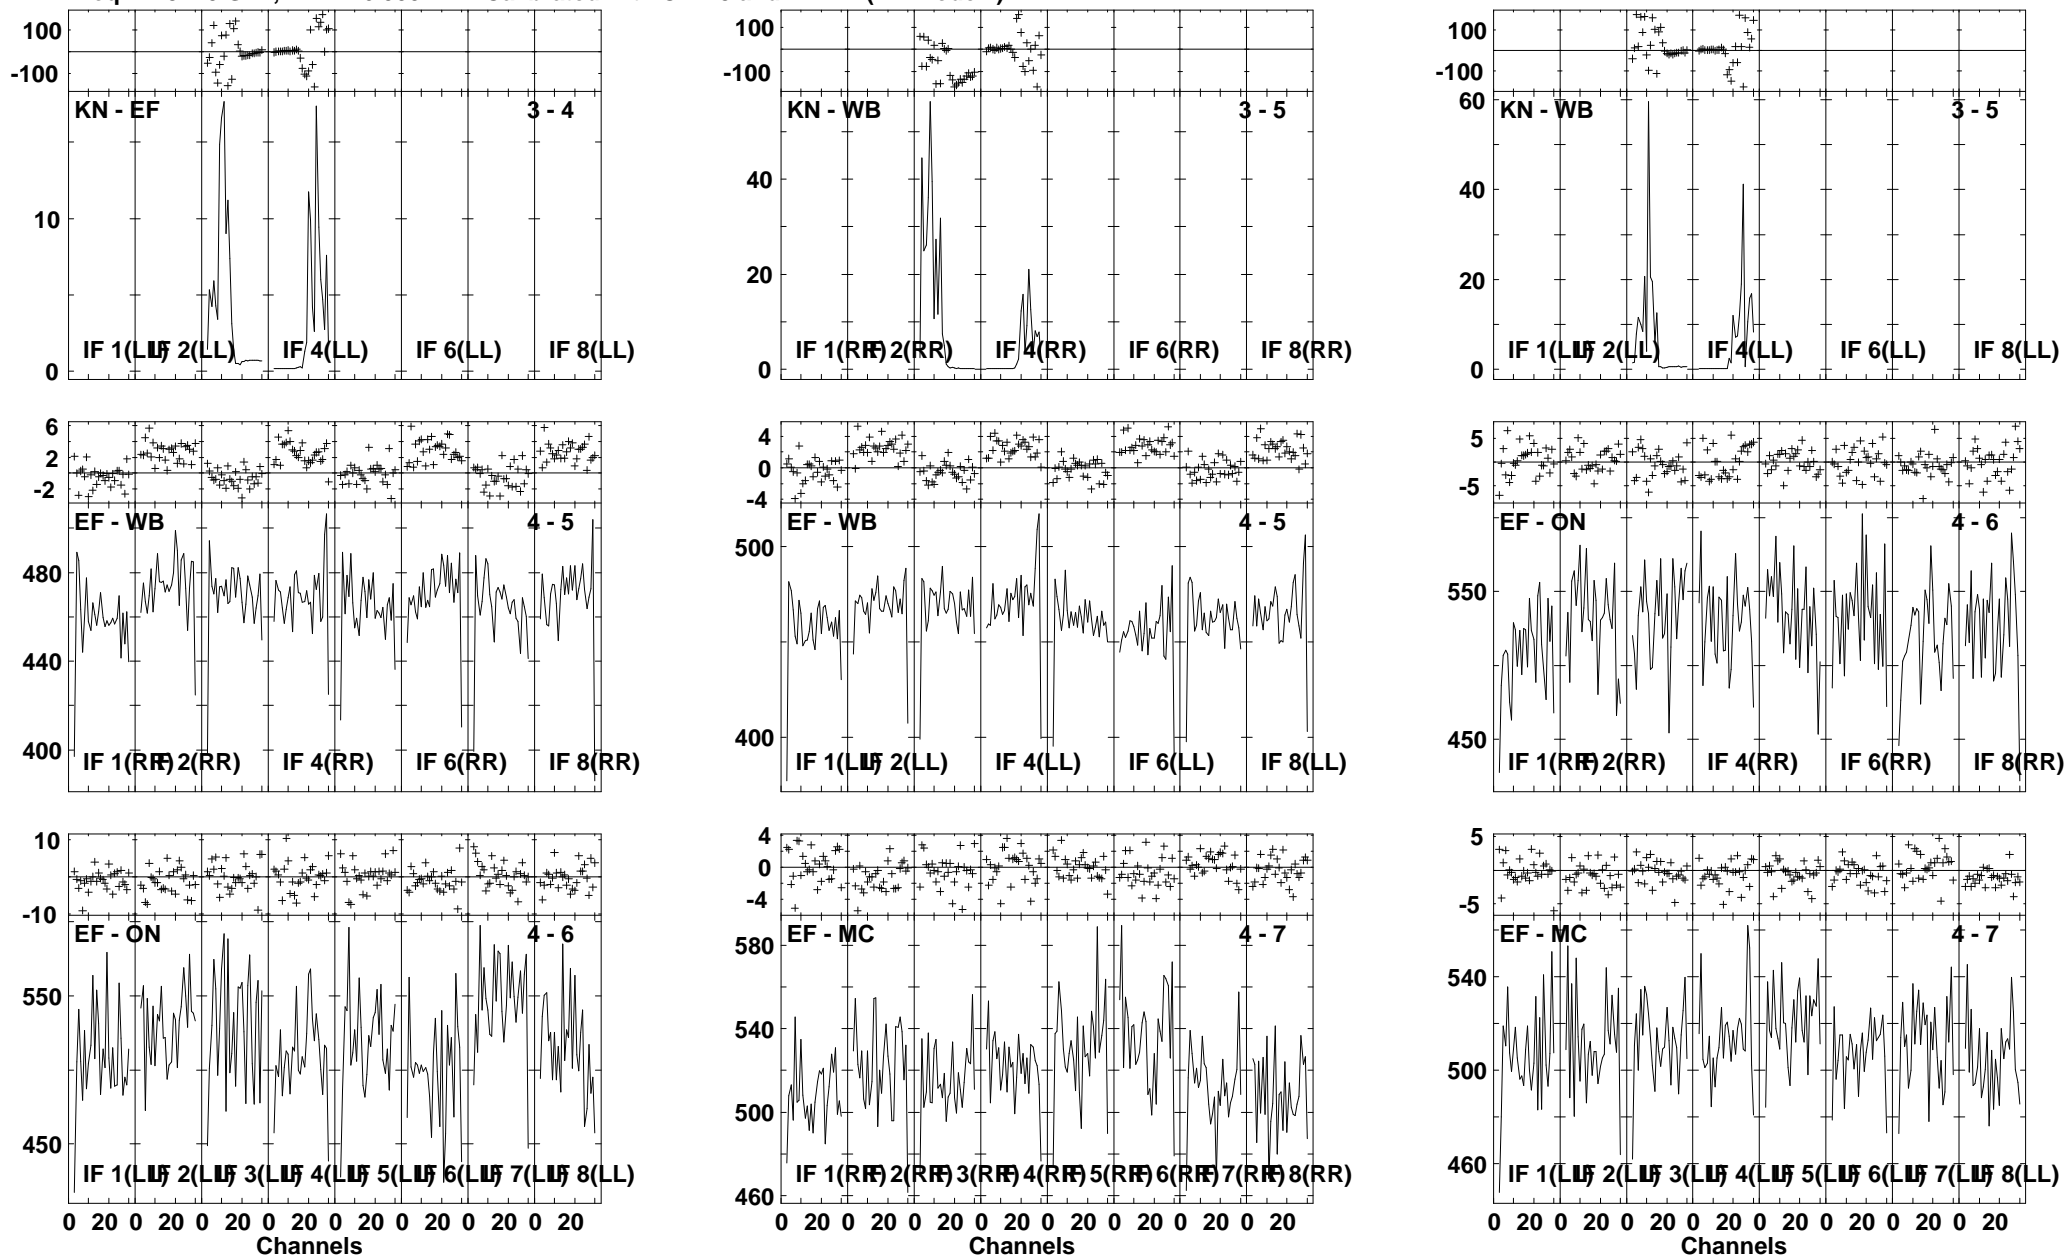 100
-100
KN - EF 3 - 4
10
0
IF 1(LL) IF 2(LL) IF 4(LL) IF 6(LL) IF 8(LL)
100
-100
KN - WB 3 - 5
40
20
0
IF 1(RR) IF 2(RR) IF 4(RR) IF 6(RR) IF 8(RR)
100
-100
60
KN - WB 3 - 5
40
20
0
IF 1(LL) IF 2(LL) IF 4(LL) IF 6(LL) IF 8(LL)
6
2
-2
EF - WB 4 - 5
480
440
400
IF 1(RR) IF 2(RR) IF 4(RR) IF 6(RR) IF 8(RR)
4
0
-4
EF - WB 4 - 5
500
400
IF 1(LL) IF 2(LL) IF 4(LL) IF 6(LL) IF 8(LL)
5
-5
EF - ON 4 - 6
550
450
IF 1(RR) IF 2(RR) IF 4(RR) IF 6(RR) IF 8(RR)
10
-10
EF - ON 4 - 6
550
450
IF 1(LL) IF 2(LL) IF 3(LL) IF 4(LL) IF 5(LL) IF 6(LL) IF 7(LL) IF 8(LL)
0 20 0 20 0 20 0 20 0 20 0 20 0 20 0 20
Channels
4
0
-4
EF - MC 4 - 7
580
540
500
460
IF 1(RR) IF 2(RR) IF 3(RR) IF 4(RR) IF 5(RR) IF 6(RR) IF 7(RR) IF 8(RR)
0 20 0 20 0 20 0 20 0 20 0 20 0 20 0 20
Channels
5
-5
EF - MC 4 - 7
540
500
460
IF 1(LL) IF 2(LL) IF 3(LL) IF 4(LL) IF 5(LL) IF 6(LL) IF 7(LL) IF 8(LL)
0 20 0 20 0 20 0 20 0 20 0 20 0 20 0 20
Channels